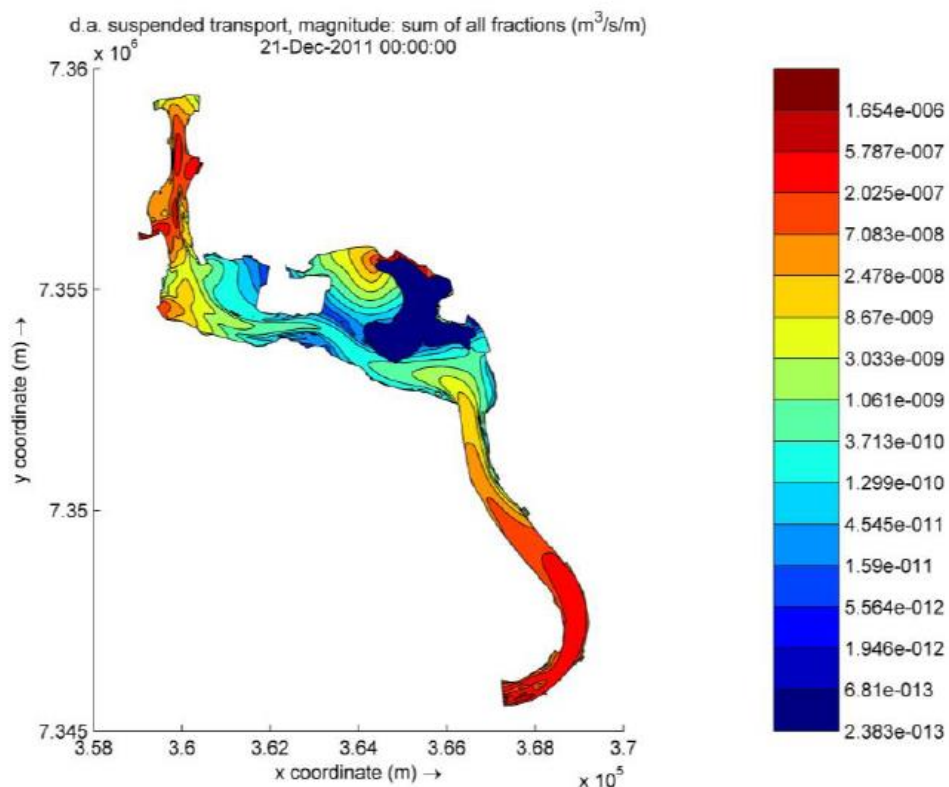 d.a. suspended transport, magnitude: sum of all fractions (m³/s/m)
21-Dec-2011 00:00:00
x 10⁶
7.36
7.355
7.35
7.345
y coordinate (m) →
3.58
3.6
3.62
3.64
3.66
3.68
3.7
x coordinate (m) →
x 10⁵
1.654e-006
5.787e-007
2.025e-007
7.083e-008
2.478e-008
8.67e-009
3.033e-009
1.061e-009
3.713e-010
1.299e-010
4.545e-011
1.59e-011
5.564e-012
1.946e-012
6.81e-013
2.383e-013